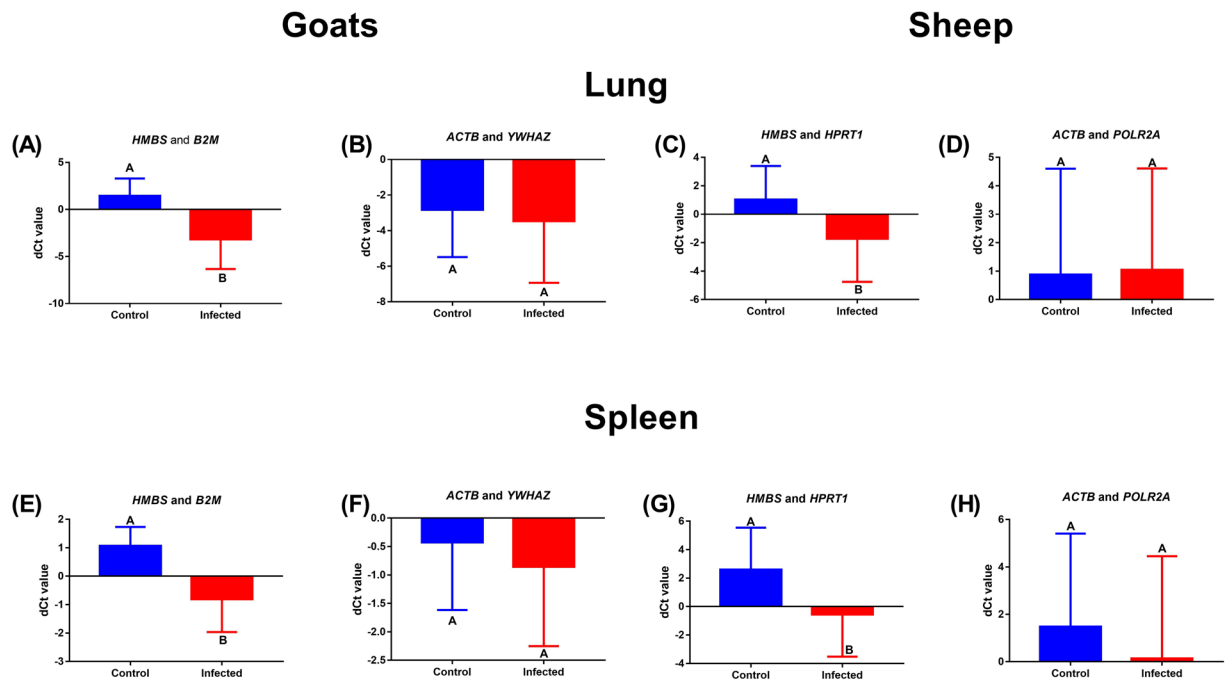 Goats
Sheep
Lung
(A)
HMBS and B2M
dCt value
5
0
-5
-10
A
B
Control
Infected
(B)
ACTB and YWHAZ
dCt value
0
-2
-4
-6
-8
A
A
Control
Infected
(C)
HMBS and HPRT1
dCt value
4
2
0
-2
-4
-6
A
B
Control
Infected
(D)
ACTB and POLR2A
dCt value
5
4
3
2
1
0
A
A
Control
Infected
Spleen
(E)
HMBS and B2M
dCt value
2
1
0
-1
-2
-3
A
B
Control
Infected
(F)
ACTB and YWHAZ
dCt value
0.0
-0.5
-1.0
-1.5
-2.0
-2.5
A
A
Control
Infected
(G)
HMBS and HPRT1
dCt value
6
4
2
0
-2
-4
A
B
Control
Infected
(H)
ACTB and POLR2A
dCt value
6
4
2
0
A
A
Control
Infected